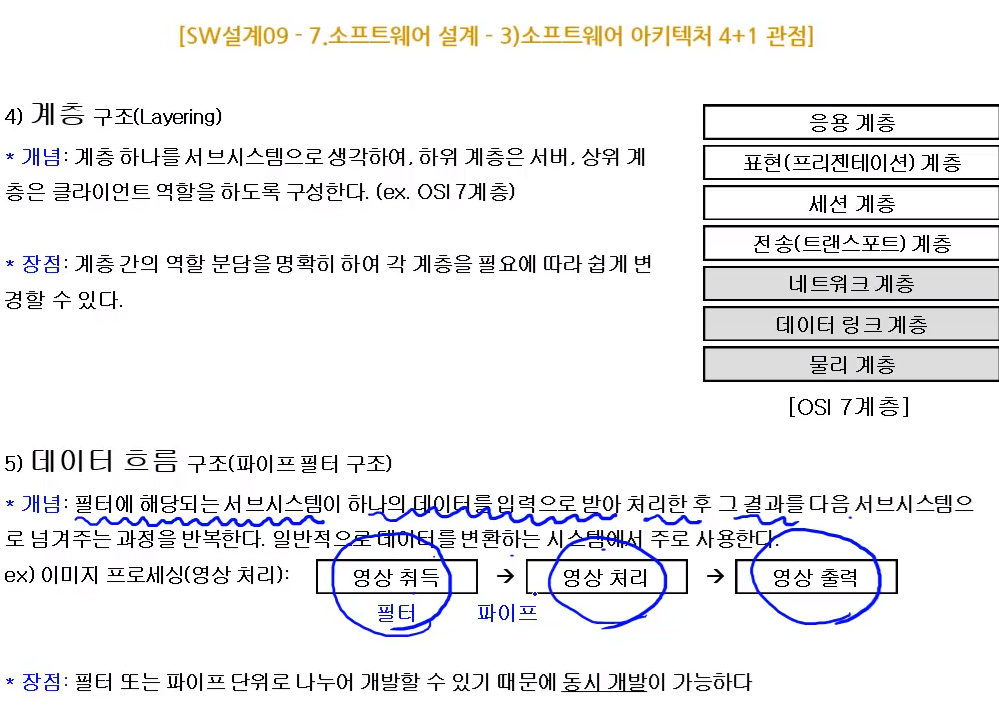 [SW설계09 - 7.소프트웨어 설계 - 3)소프트웨어 아키텍처 4+1 관점]
4) 계층 구조(Layering)
* 개념: 계층 하나를 서브시스템으로 생각하여, 하위 계층은 서버, 상위 계
층은 클라이언트 역할을 하도록 구성한다. (ex. OSI 7계층)
* 장점: 계층 간의 역할 분담을 명확히 하여 각 계층을 필요에 따라 쉽게 변
경할 수 있다.
응용 계층
표현(프리젠테이션) 계층
세션 계층
전송(트랜스포트) 계층
네트워크 계층
데이터 링크 계층
물리 계층
[OSI 7계층]
5) 데이터 흐름 구조(파이프 필터 구조)
* 개념: 필터에 해당되는 서브시스템이 하나의 데이터를 입력으로 받아 처리한 후 그 결과를 다음 서브시스템으
로 넘겨주는 과정을 반복한다. 일반적으로 데이터를 변환하는 시스템에서 주로 사용한다.
ex) 이미지 프로세싱(영상 처리): 영상 취득 → 영상 처리 → 영상 출력
필터 파이프
* 장점: 필터 또는 파이프 단위로 나누어 개발할 수 있기 때문에 동시 개발이 가능하다